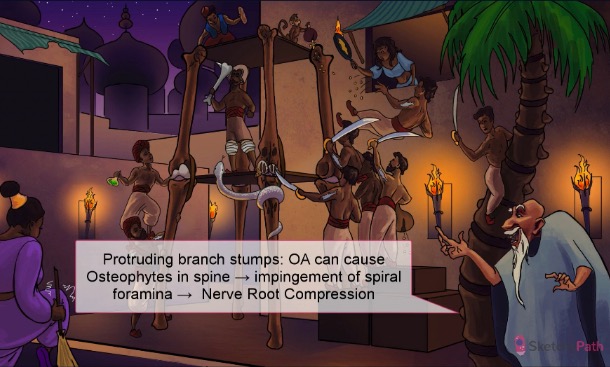 Protruding branch stumps: OA can cause
Osteophytes in spine → impingement of spiral
foramina → Nerve Root Compression
SketchyPath